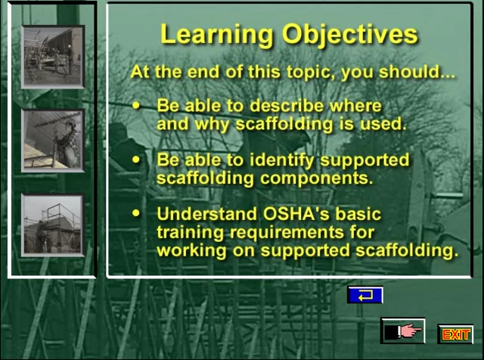 Learning Objectives
At the end of this topic, you should...
• Be able to describe where
and why scaffolding is used.
• Be able to identify supported
scaffolding components.
• Understand OSHA's basic
training requirements for
working on supported scaffolding.
EXIT